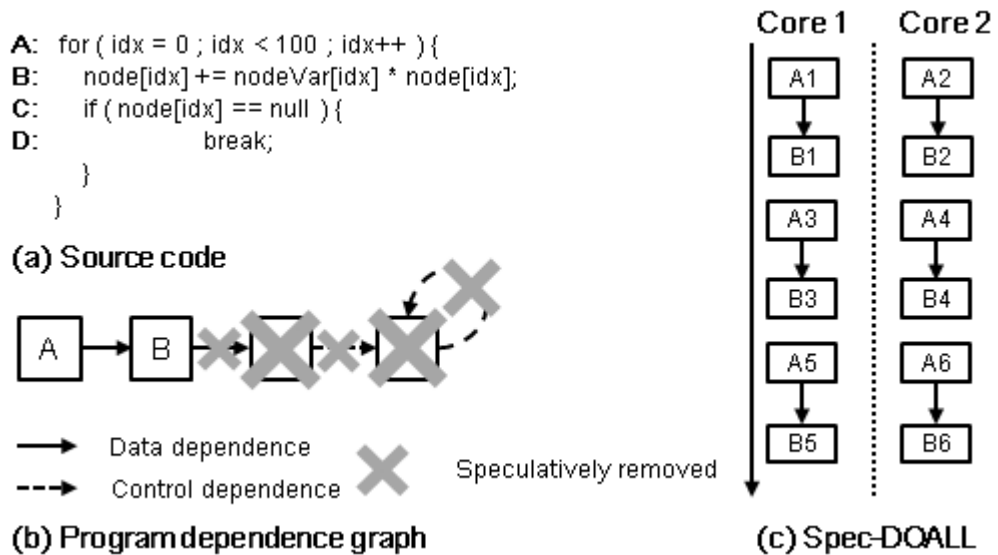 A: for ( idx = 0 ; idx < 100 ; idx++ ) {
B: node[idx] += nodeVar[idx] * node[idx];
C: if ( node[idx] == null ) {
D: break;
}
}
(a) Source code
A B
Data dependence
Control dependence
Speculatively removed
(b) Program dependence graph
Core 1 Core 2
A1 A2
B1 B2
A3 A4
B3 B4
A5 A6
B5 B6
(c) Spec-DOALL